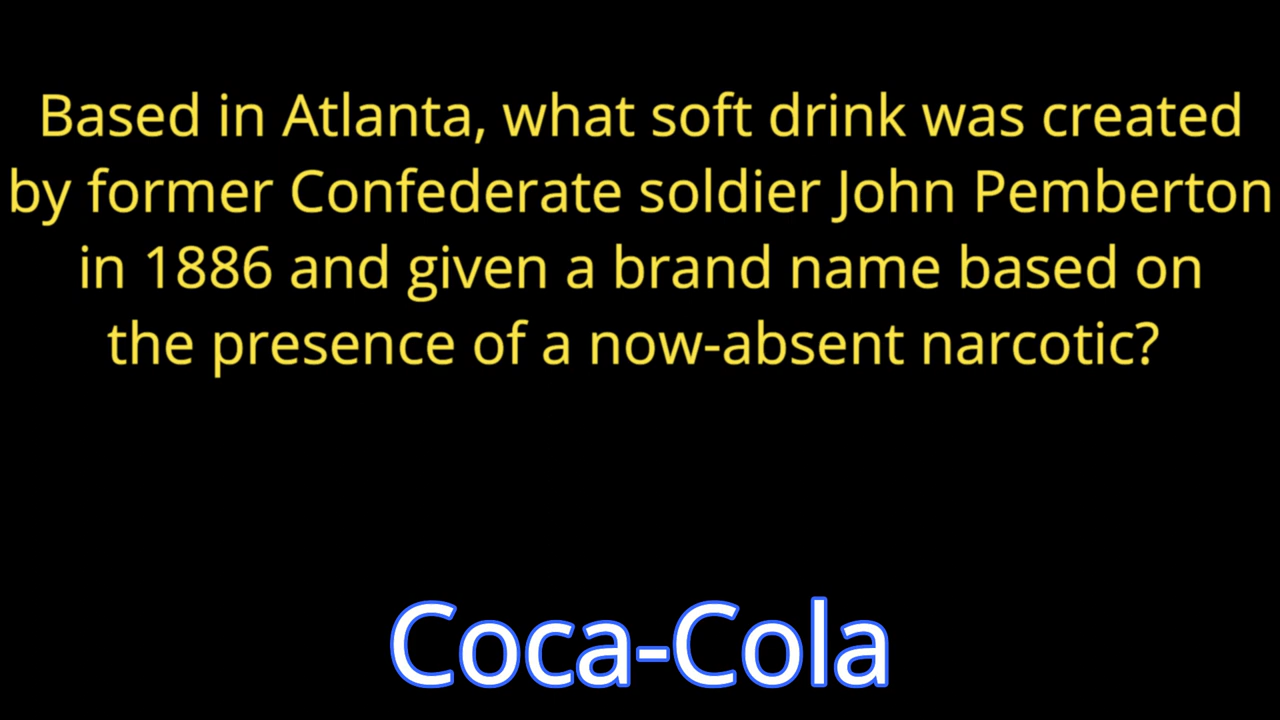 Based in Atlanta, what soft drink was created
by former Confederate soldier John Pemberton
in 1886 and given a brand name based on
the presence of a now-absent narcotic?
Coca-Cola